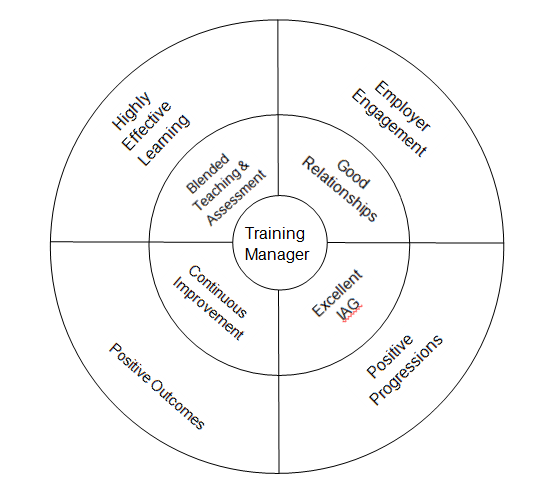 Highly
Effective
Learning
Employer
Engagement
Blended
Teaching &
Assessment
Good
Relationships
Training
Manager
Continuous
Improvement
Excellent
IAG
Positive Outcomes
Positive
Progressions